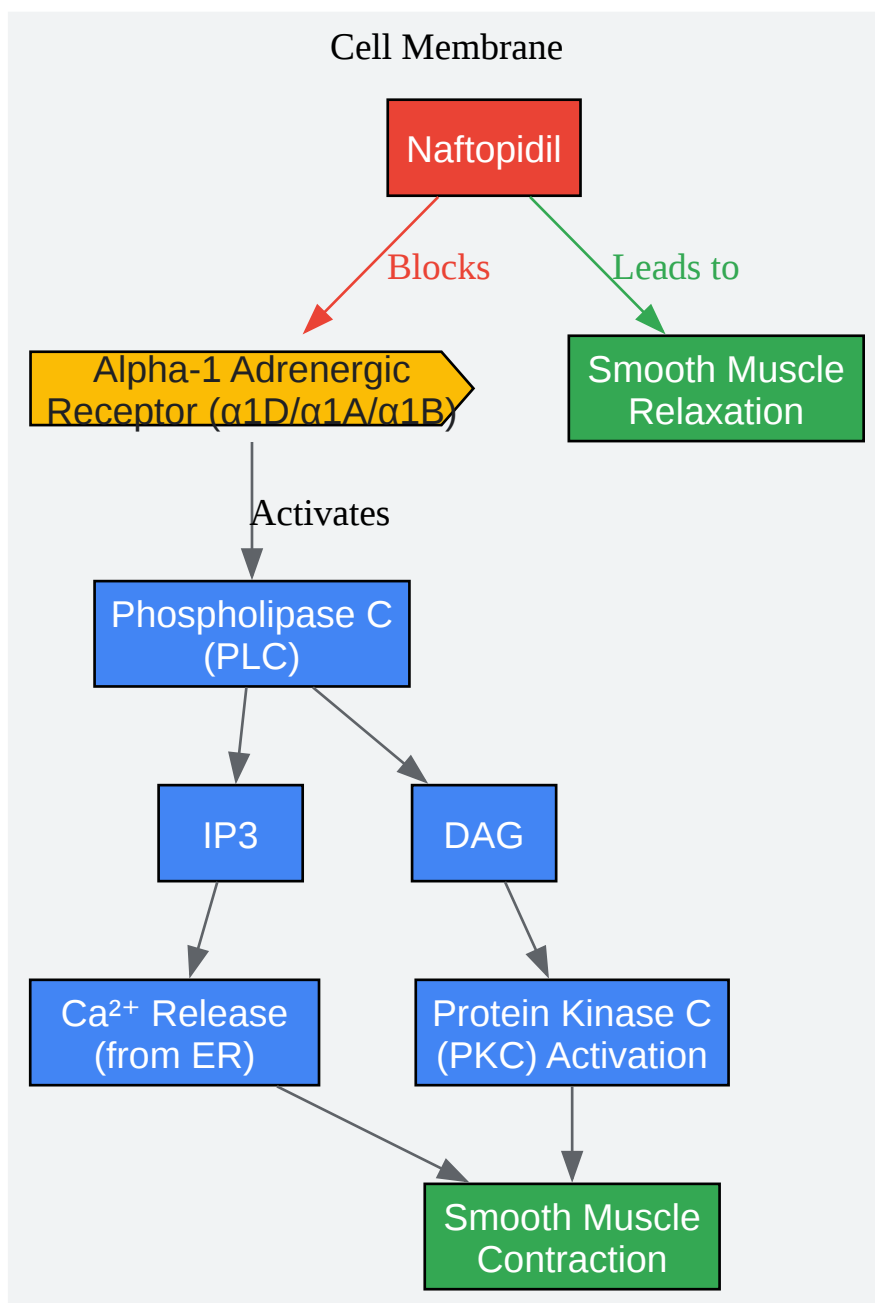 Cell Membrane
Naftopidil
Blocks
Leads to
Alpha-1 Adrenergic
Receptor (α1D/α1A/α1B)
Smooth Muscle
Relaxation
Activates
Phospholipase C
(PLC)
IP3
DAG
Ca²⁺ Release
(from ER)
Protein Kinase C
(PKC) Activation
Smooth Muscle
Contraction